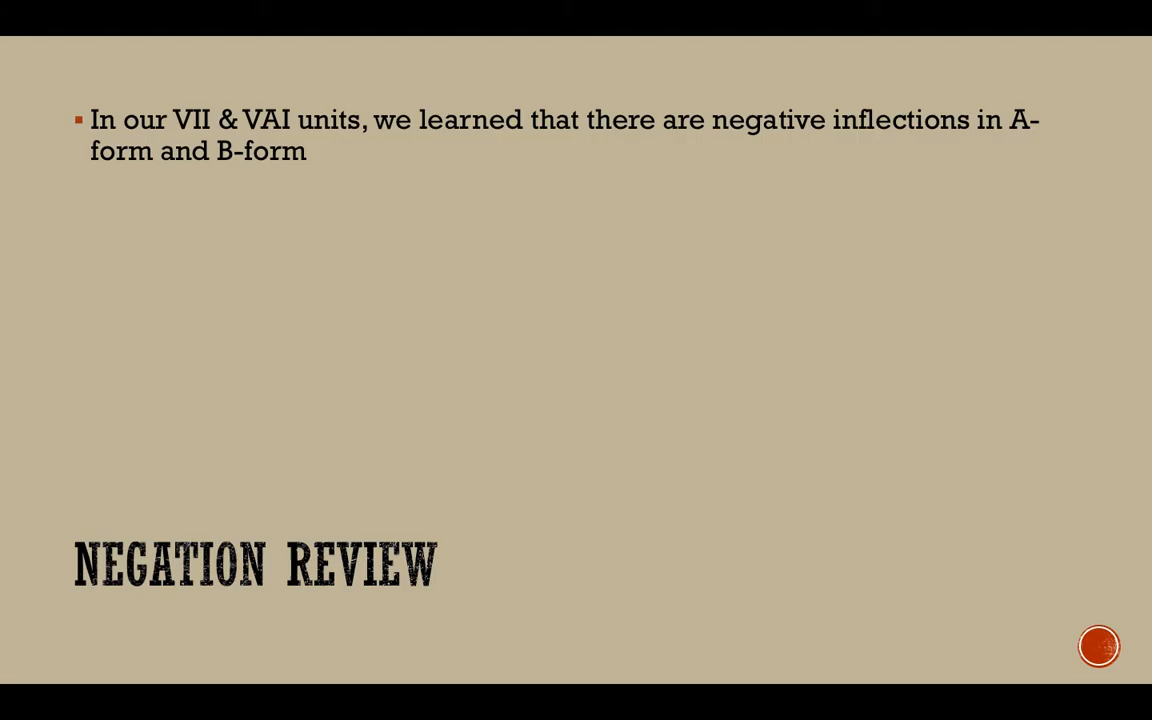 ▪ In our VII & VAI units, we learned that there are negative inflections in A-
form and B-form
NEGATION REVIEW